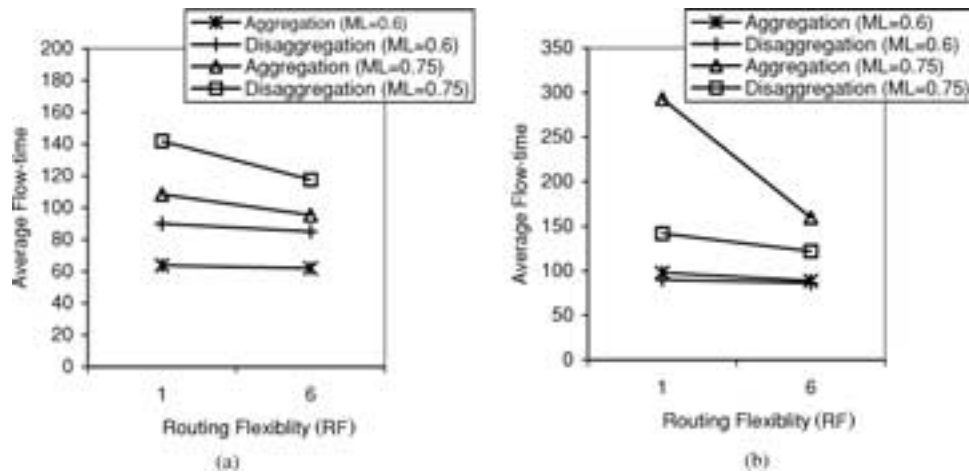 Aggregation (ML=0.6)
Disaggregation (ML=0.6)
Aggregation (ML=0.75)
Disaggregation (ML=0.75)
200
180
160
140
120
100
80
60
40
20
0
Average Flow-time
1
6
Routing Flexiblity (RF)
(a)
Aggregation (ML=0.6)
Disaggregation (ML=0.6)
Aggregation (ML=0.75)
Disaggregation (ML=0.75)
350
300
250
200
150
100
50
0
Average Flow-time
1
6
Routing Flexiblity (RF)
(b)